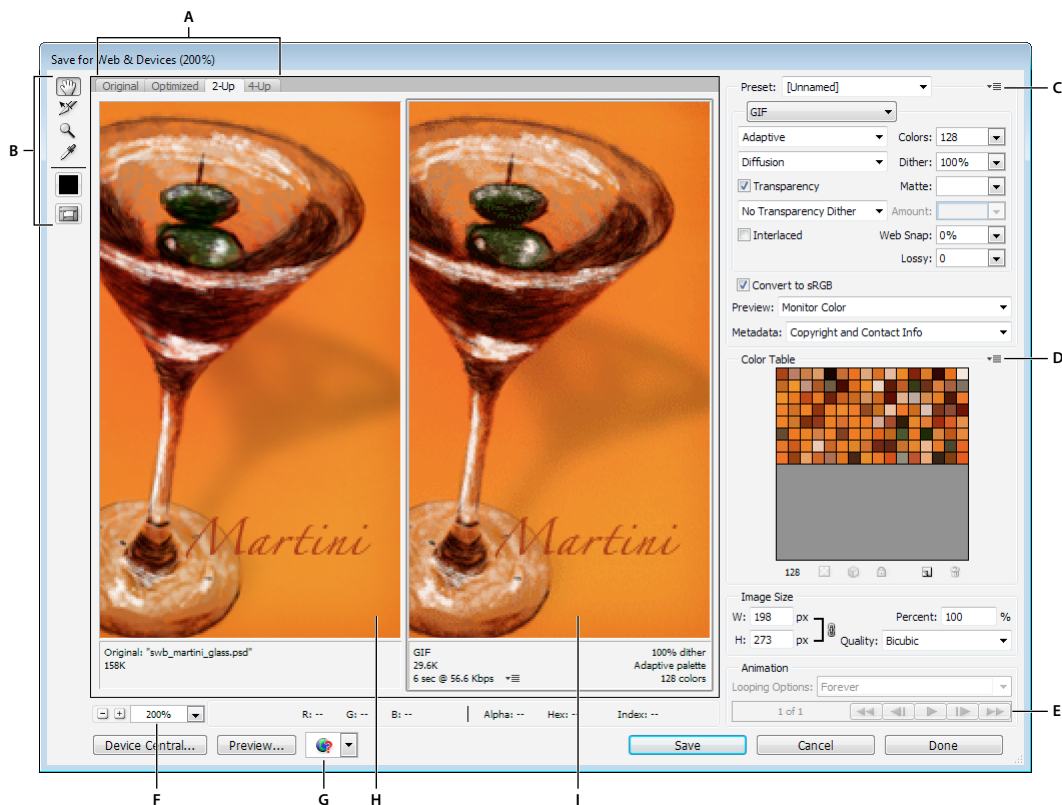 A
Save for Web & Devices (200%)
Original Optimized 2-Up 4-Up
B
Martini
Martini
Original: "swb_martini_glass.psd"
158K
GIF 100% dither
29.6K Adaptive palette
6 sec @ 56.6 Kbps 128 colors
200% R: -- G: -- B: -- Alpha: -- Hex: -- Index: --
Preset: [Unnamed]
C
GIF
Adaptive Colors: 128
Diffusion Dither: 100%
Transparency Matte:
No Transparency Dither Amount:
Interlaced Web Snap: 0%
Lossy: 0
Convert to sRGB
Preview: Monitor Color
Metadata: Copyright and Contact Info
Color Table
D
128
Image Size
W: 198 px Percent: 100 %
H: 273 px Quality: Bicubic
Animation
Looping Options: Forever
1 of 1
E
Device Central... Preview... Save Cancel Done
F G H I